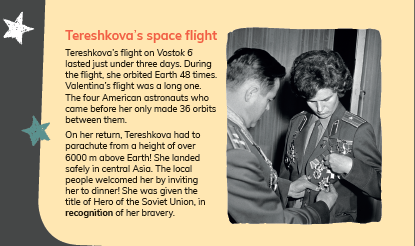 Tereshkova's space flight
Tereshkova's flight on Vostok 6
lasted just under three days. During
the flight, she orbited Earth 48 times.
Valentina's flight was a long one.
The four American astronauts who
came before her only made 36 orbits
between them.
On her return, Tereshkova had to
parachute from a height of over
6000 m above Earth! She landed
safely in central Asia. The local
people welcomed her by inviting
her to dinner! She was given the
title of Hero of the Soviet Union, in
recognition of her bravery.